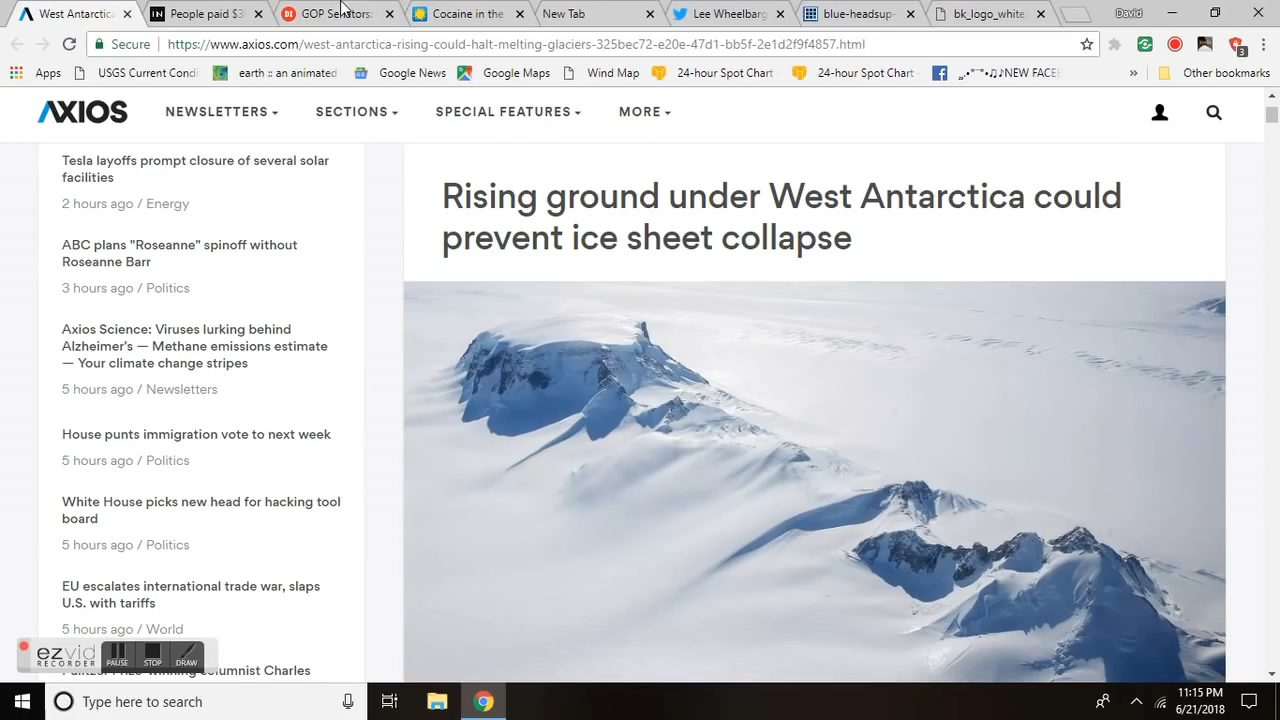 West Antarctica
People paid $3
GOP Senators:
Cocaine in the
New Tab
Lee Wheelbarg
blue-headsup-
bk_logo_white
David
Secure
https://www.axios.com/west-antarctica-rising-could-halt-melting-glaciers-325bec72-e20e-47d1-bb5f-2e1d2f9f4857.html
3
Apps
USGS Current Condi
earth :: an animated
Google News
Google Maps
Wind Map
24-hour Spot Chart
24-hour Spot Chart
NEW FACE
»
Other bookmarks
AXIOS
NEWSLETTERS
SECTIONS
SPECIAL FEATURES
MORE
Tesla layoffs prompt closure of several solar
facilities
2 hours ago / Energy
ABC plans "Roseanne" spinoff without
Roseanne Barr
3 hours ago / Politics
Axios Science: Viruses lurking behind
Alzheimer's — Methane emissions estimate
— Your climate change stripes
5 hours ago / Newsletters
House punts immigration vote to next week
5 hours ago / Politics
White House picks new head for hacking tool
board
5 hours ago / Politics
EU escalates international trade war, slaps
U.S. with tariffs
5 hours ago / World
columnist Charles
Rising ground under West Antarctica could
prevent ice sheet collapse
ezvid
RECORDER
PAUSE
STOP
DRAW
Type here to search
11:15 PM
6/21/2018